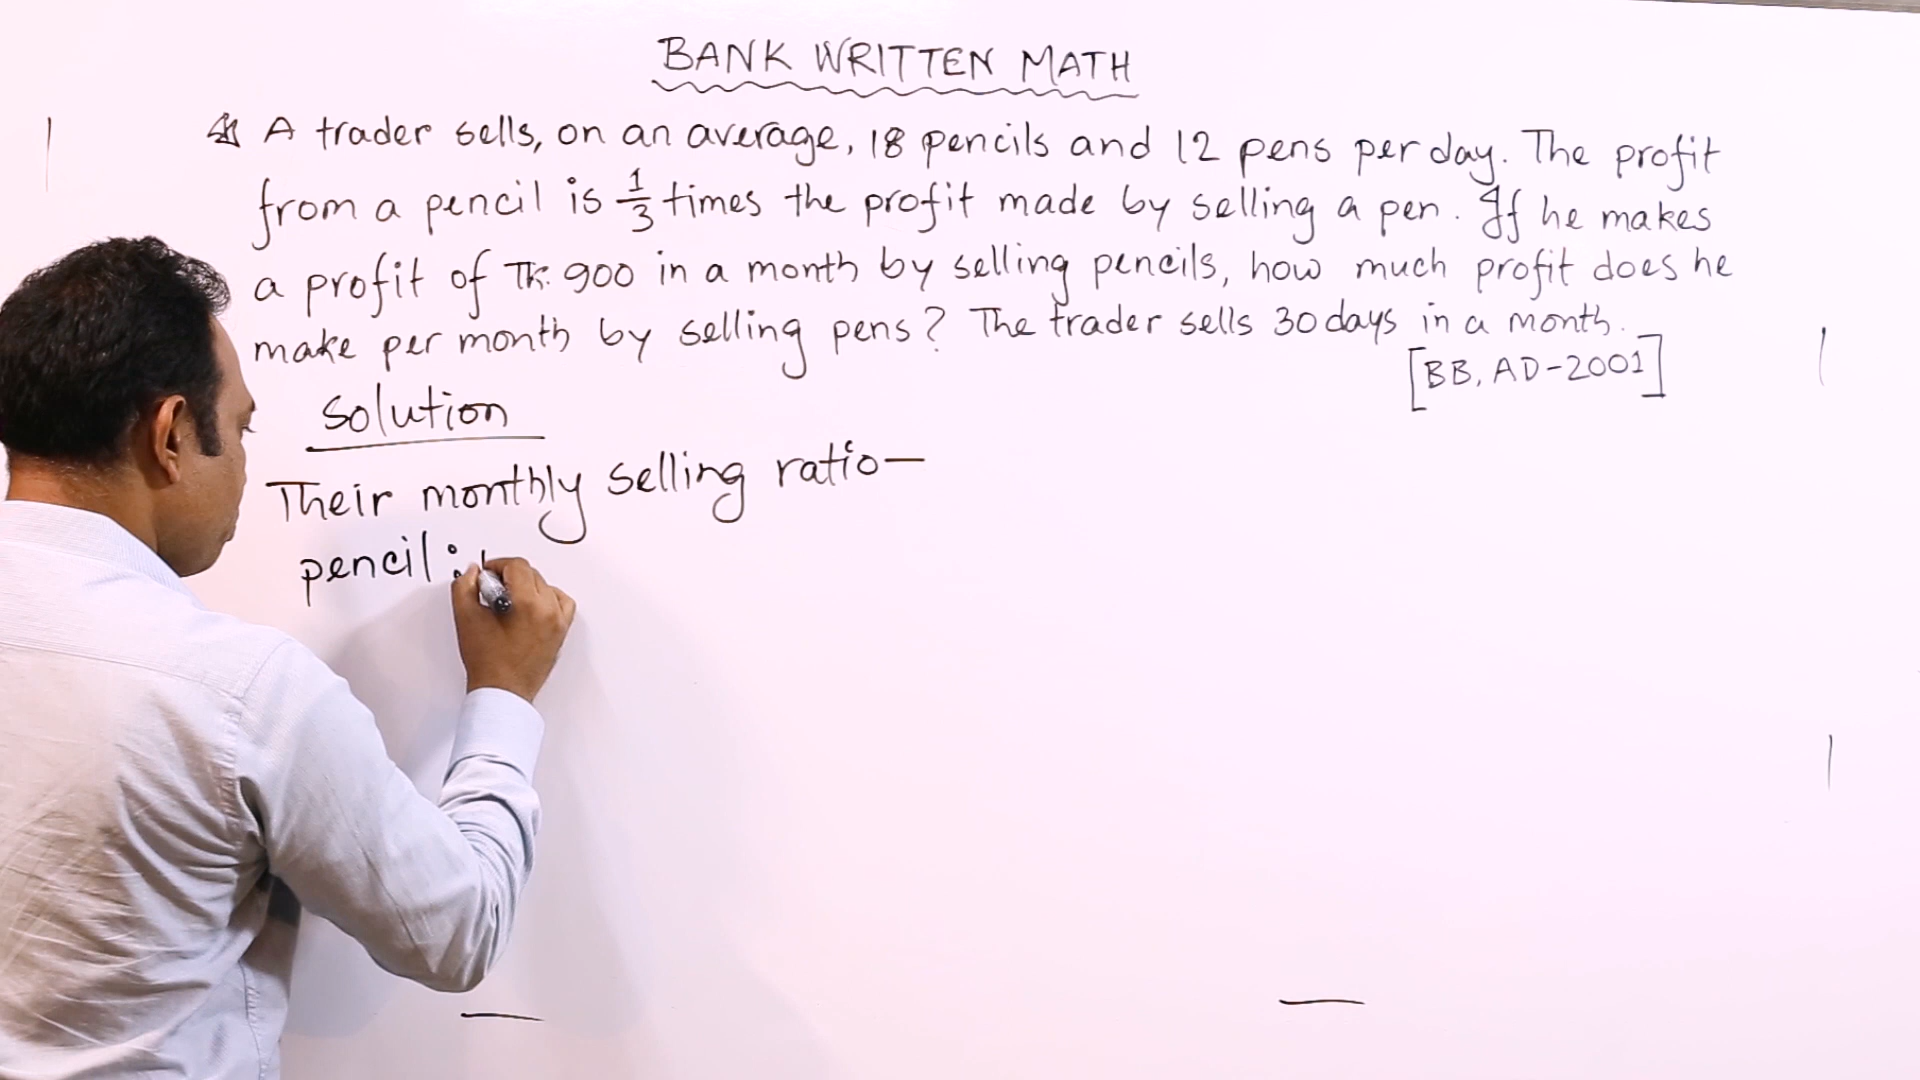 BANK WRITTEN MATH
A trader sells, on an average, 18 pencils and 12 pens per day. The profit
from a pencil is 1/3 times the profit made by selling a pen. If he makes
a profit of Tk. 900 in a month by selling pencils, how much profit does he
make per month by selling pens? The trader sells 30 days in a month.
[BB, AD-2001]
Solution
Their monthly selling ratio—
pencil :